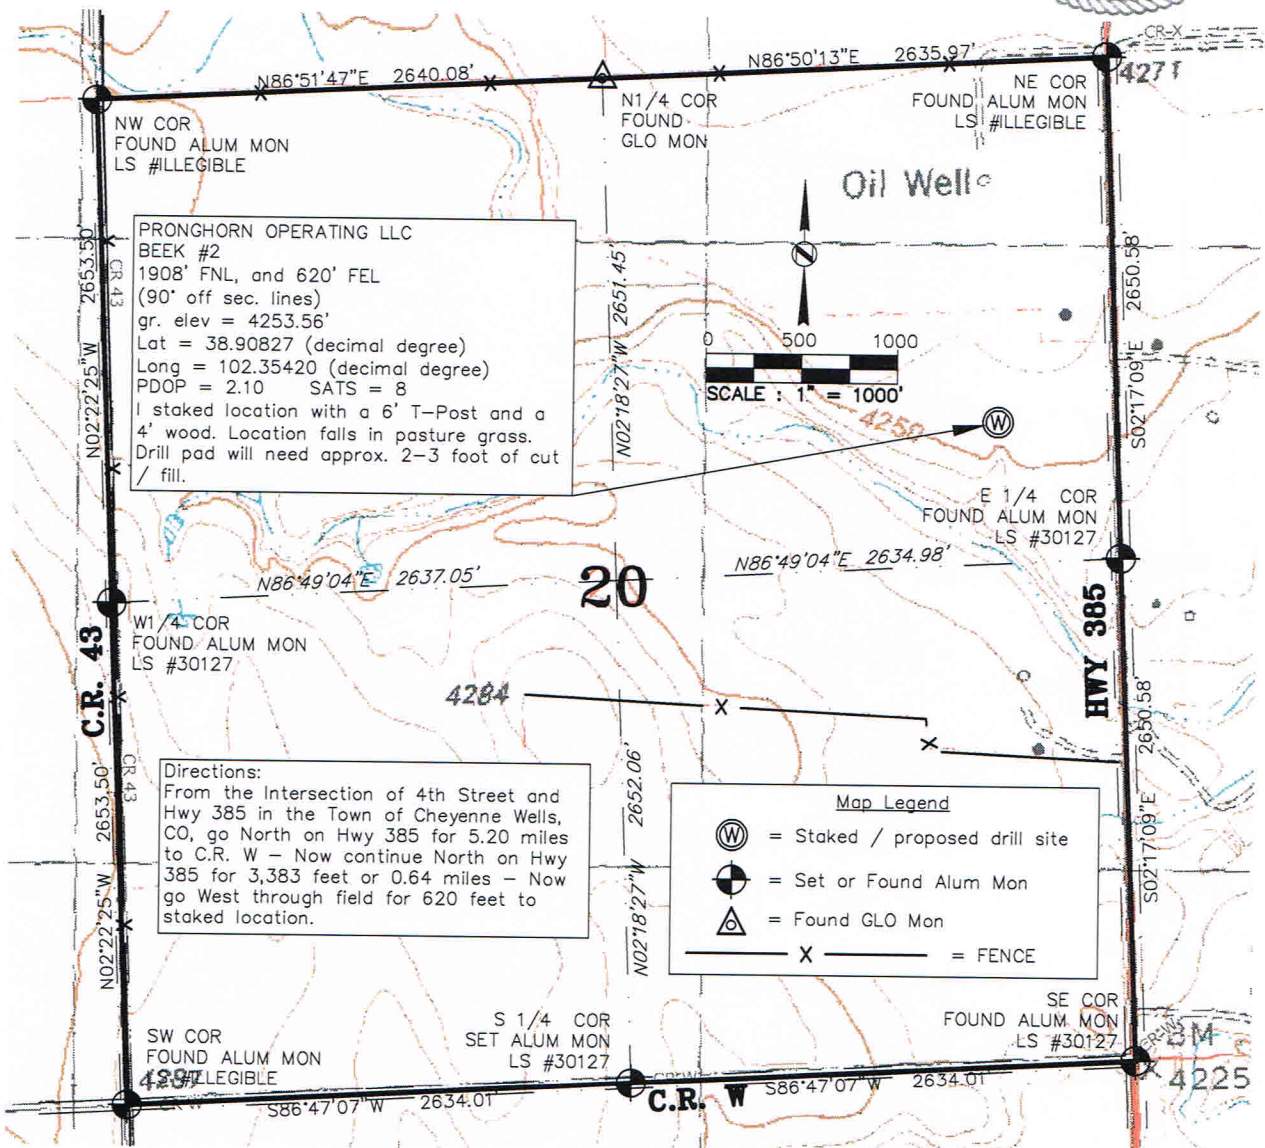 CR-X
N86°51'47"E 2640.08'
N86°50'13"E 2635.97'
4271
NW COR
FOUND ALUM MON
LS #ILLEGIBLE
N1/4 COR
FOUND
GLO MON
NE COR
FOUND ALUM MON
LS #ILLEGIBLE
Oil Well
PRONGHORN OPERATING LLC
BEEK #2
1908' FNL, and 620' FEL
(90° off sec. lines)
gr. elev = 4253.56'
Lat = 38.90827 (decimal degree)
Long = 102.35420 (decimal degree)
PDOP = 2.10 SATS = 8
I staked location with a 6' T-Post and a
4' wood. Location falls in pasture grass.
Drill pad will need approx. 2-3 foot of cut
/ fill.
N02°22'25"W 2653.50'
CR 43
N02°18'27"W 2651.45'
N
0 500 1000
SCALE : 1" = 1000'
4250
W
S02°17'09"E 2650.58'
E 1/4 COR
FOUND ALUM MON
LS #30127
N86°49'04"E 2637.05'
20
N86°49'04"E 2634.98'
W1/4 COR
FOUND ALUM MON
LS #30127
C.R. 43
HWY 385
4284
X
X
Directions:
From the Intersection of 4th Street and
Hwy 385 in the Town of Cheyenne Wells,
CO, go North on Hwy 385 for 5.20 miles
to C.R. W – Now continue North on Hwy
385 for 3,383 feet or 0.64 miles – Now
go West through field for 620 feet to
staked location.
N02°22'25"W 2653.50'
CR 43
N02°18'27"W 2652.06'
S02°17'09"E 2650.58'
Map Legend
W = Staked / proposed drill site
= Set or Found Alum Mon
= Found GLO Mon
X = FENCE
SW COR
FOUND ALUM MON
LS #ILLEGIBLE
S 1/4 COR
SET ALUM MON
LS #30127
SE COR
FOUND ALUM MON
LS #30127
CR-W
BM
X 4225
S86°47'07"W 2634.01'
C.R. W
S86°47'07"W 2634.01'